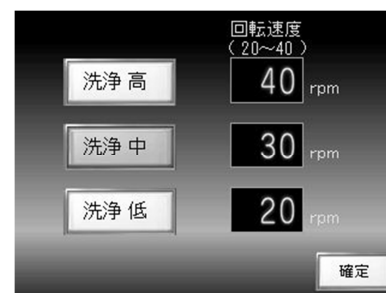 回転速度
( 20～40 )
洗浄 高 40 rpm
洗浄 中 30 rpm
洗浄 低 20 rpm
確定